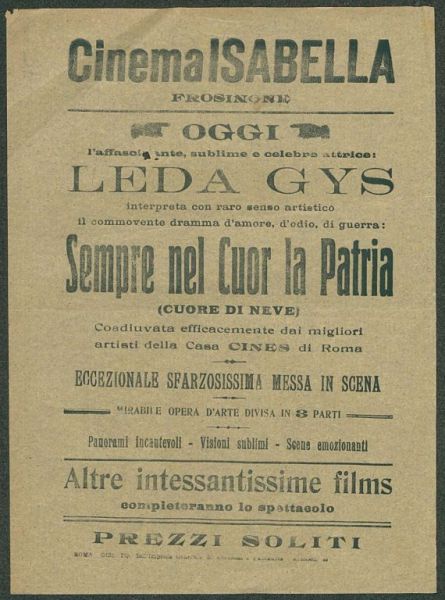 Cinema ISABELLA
FROSINONE
OGGI
l'affascinante, sublime e celebre attrice:
LEDA GYS
interpreta con raro senso artistico
il commovente dramma d'amore, d'odio, di guerra:
Sempre nel Cuor la Patria
(CUORE DI NEVE)
Coadiuvata efficacemente dai migliori
artisti della Casa CINES di Roma
ECCEZIONALE SFARZOSISSIMA MESSA IN SCENA
MIRABILE OPERA D'ARTE DIVISA IN 3 PARTI
Panorami incantevoli - Visioni sublimi - Scene emozionanti
Altre intessantissime films
completeranno lo spettacolo
PREZZI SOLITI
ROMA